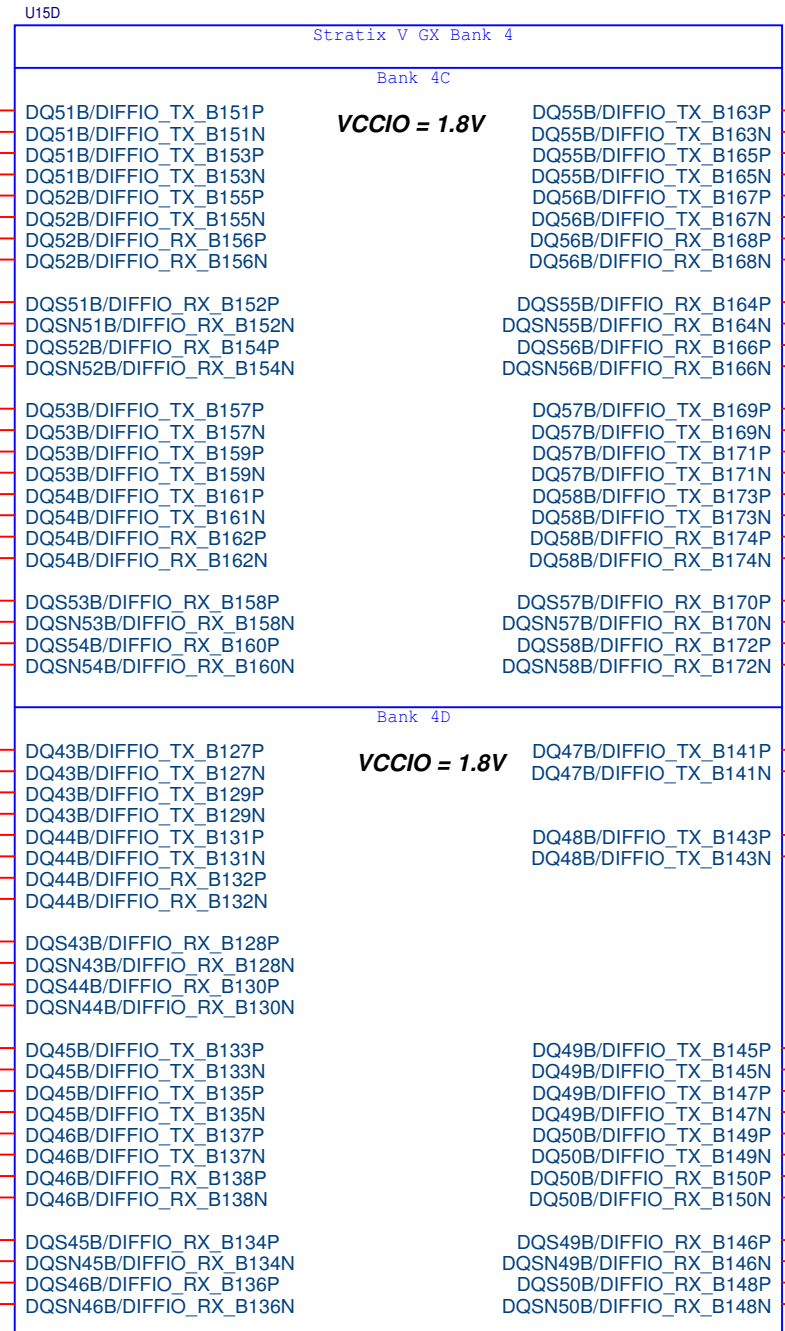 U15D
Stratix V GX Bank 4
Bank 4C
VCCIO = 1.8V
DQ51B/DIFFIO_TX_B151P DQ55B/DIFFIO_TX_B163P
DQ51B/DIFFIO_TX_B151N DQ55B/DIFFIO_TX_B163N
DQ51B/DIFFIO_TX_B153P DQ55B/DIFFIO_TX_B165P
DQ51B/DIFFIO_TX_B153N DQ55B/DIFFIO_TX_B165N
DQ52B/DIFFIO_TX_B155P DQ56B/DIFFIO_TX_B167P
DQ52B/DIFFIO_TX_B155N DQ56B/DIFFIO_TX_B167N
DQ52B/DIFFIO_RX_B156P DQ56B/DIFFIO_RX_B168P
DQ52B/DIFFIO_RX_B156N DQ56B/DIFFIO_RX_B168N
DQS51B/DIFFIO_RX_B152P DQS55B/DIFFIO_RX_B164P
DQSN51B/DIFFIO_RX_B152N DQSN55B/DIFFIO_RX_B164N
DQS52B/DIFFIO_RX_B154P DQS56B/DIFFIO_RX_B166P
DQSN52B/DIFFIO_RX_B154N DQSN56B/DIFFIO_RX_B166N
DQ53B/DIFFIO_TX_B157P DQ57B/DIFFIO_TX_B169P
DQ53B/DIFFIO_TX_B157N DQ57B/DIFFIO_TX_B169N
DQ53B/DIFFIO_TX_B159P DQ57B/DIFFIO_TX_B171P
DQ53B/DIFFIO_TX_B159N DQ57B/DIFFIO_TX_B171N
DQ54B/DIFFIO_TX_B161P DQ58B/DIFFIO_TX_B173P
DQ54B/DIFFIO_TX_B161N DQ58B/DIFFIO_TX_B173N
DQ54B/DIFFIO_RX_B162P DQ58B/DIFFIO_RX_B174P
DQ54B/DIFFIO_RX_B162N DQ58B/DIFFIO_RX_B174N
DQS53B/DIFFIO_RX_B158P DQS57B/DIFFIO_RX_B170P
DQSN53B/DIFFIO_RX_B158N DQSN57B/DIFFIO_RX_B170N
DQS54B/DIFFIO_RX_B160P DQS58B/DIFFIO_RX_B172P
DQSN54B/DIFFIO_RX_B160N DQSN58B/DIFFIO_RX_B172N
Bank 4D
VCCIO = 1.8V
DQ43B/DIFFIO_TX_B127P DQ47B/DIFFIO_TX_B141P
DQ43B/DIFFIO_TX_B127N DQ47B/DIFFIO_TX_B141N
DQ43B/DIFFIO_TX_B129P
DQ43B/DIFFIO_TX_B129N
DQ44B/DIFFIO_TX_B131P DQ48B/DIFFIO_TX_B143P
DQ44B/DIFFIO_TX_B131N DQ48B/DIFFIO_TX_B143N
DQ44B/DIFFIO_RX_B132P
DQ44B/DIFFIO_RX_B132N
DQS43B/DIFFIO_RX_B128P
DQSN43B/DIFFIO_RX_B128N
DQS44B/DIFFIO_RX_B130P
DQSN44B/DIFFIO_RX_B130N
DQ45B/DIFFIO_TX_B133P DQ49B/DIFFIO_TX_B145P
DQ45B/DIFFIO_TX_B133N DQ49B/DIFFIO_TX_B145N
DQ45B/DIFFIO_TX_B135P DQ49B/DIFFIO_TX_B147P
DQ45B/DIFFIO_TX_B135N DQ49B/DIFFIO_TX_B147N
DQ46B/DIFFIO_TX_B137P DQ50B/DIFFIO_TX_B149P
DQ46B/DIFFIO_TX_B137N DQ50B/DIFFIO_TX_B149N
DQ46B/DIFFIO_RX_B138P DQ50B/DIFFIO_RX_B150P
DQ46B/DIFFIO_RX_B138N DQ50B/DIFFIO_RX_B150N
DQS45B/DIFFIO_RX_B134P DQS49B/DIFFIO_RX_B146P
DQSN45B/DIFFIO_RX_B134N DQSN49B/DIFFIO_RX_B146N
DQS46B/DIFFIO_RX_B136P DQS50B/DIFFIO_RX_B148P
DQSN46B/DIFFIO_RX_B136N DQSN50B/DIFFIO_RX_B148N